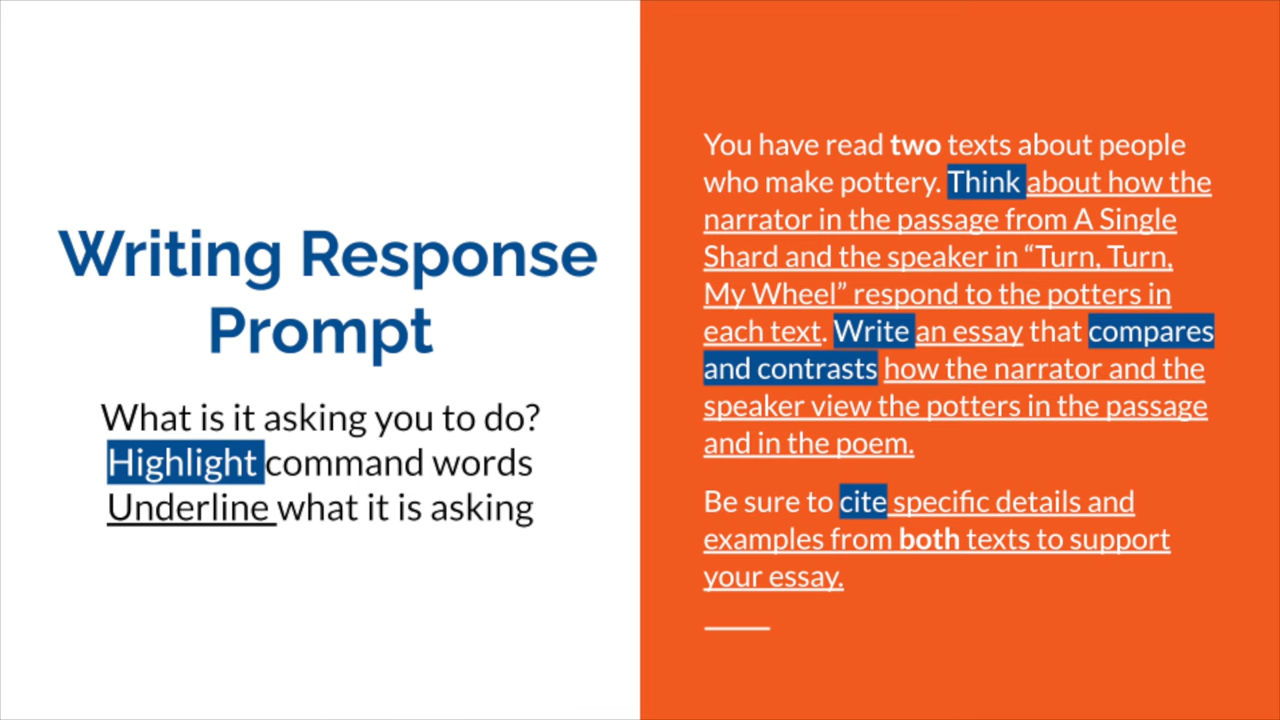 Writing Response
Prompt
What is it asking you to do?
Highlight command words
Underline what it is asking
You have read two texts about people
who make pottery. Think about how the
narrator in the passage from A Single
Shard and the speaker in “Turn, Turn,
My Wheel” respond to the potters in
each text. Write an essay that compares
and contrasts how the narrator and the
speaker view the potters in the passage
and in the poem.
Be sure to cite specific details and
examples from both texts to support
your essay.